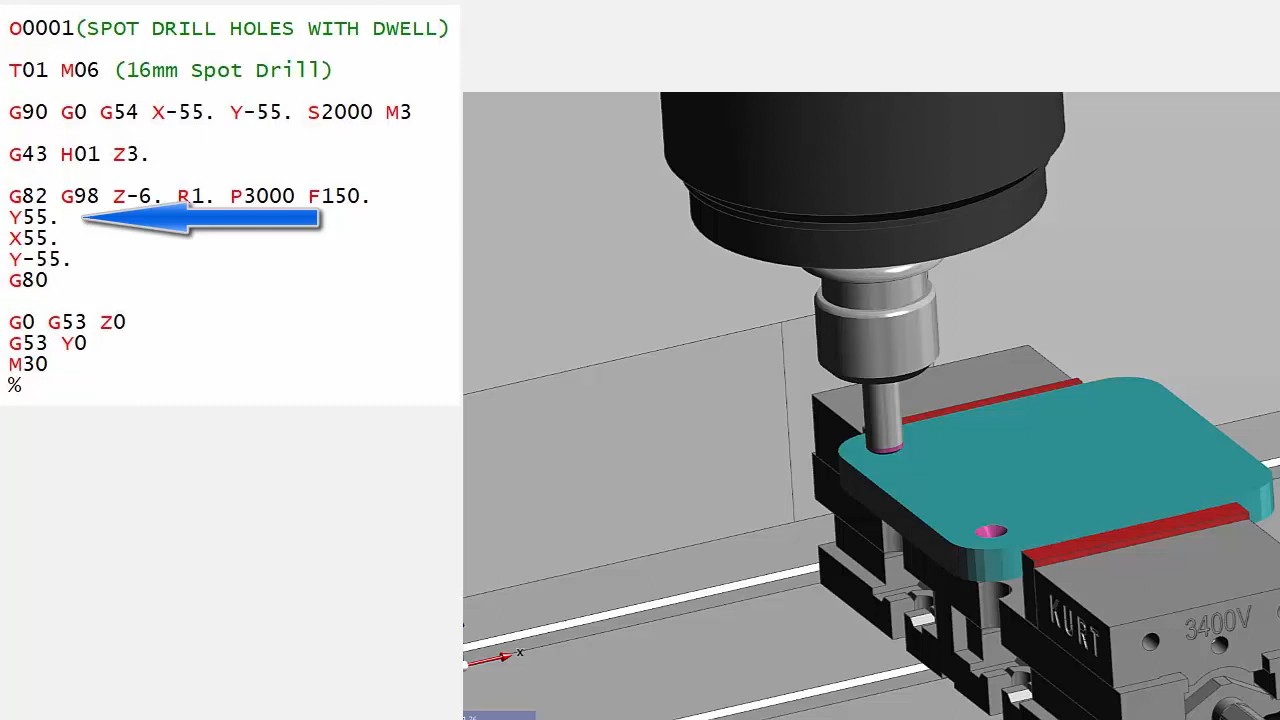 O0001(SPOT DRILL HOLES WITH DWELL)
T01 M06 (16mm Spot Drill)
G90 G0 G54 X-55. Y-55. S2000 M3
G43 H01 Z3.
G82 G98 Z-6. R1. P3000 F150.
Y55.
X55.
Y-55.
G80
G0 G53 Z0
G53 Y0
M30
%
KURT
3400V
X